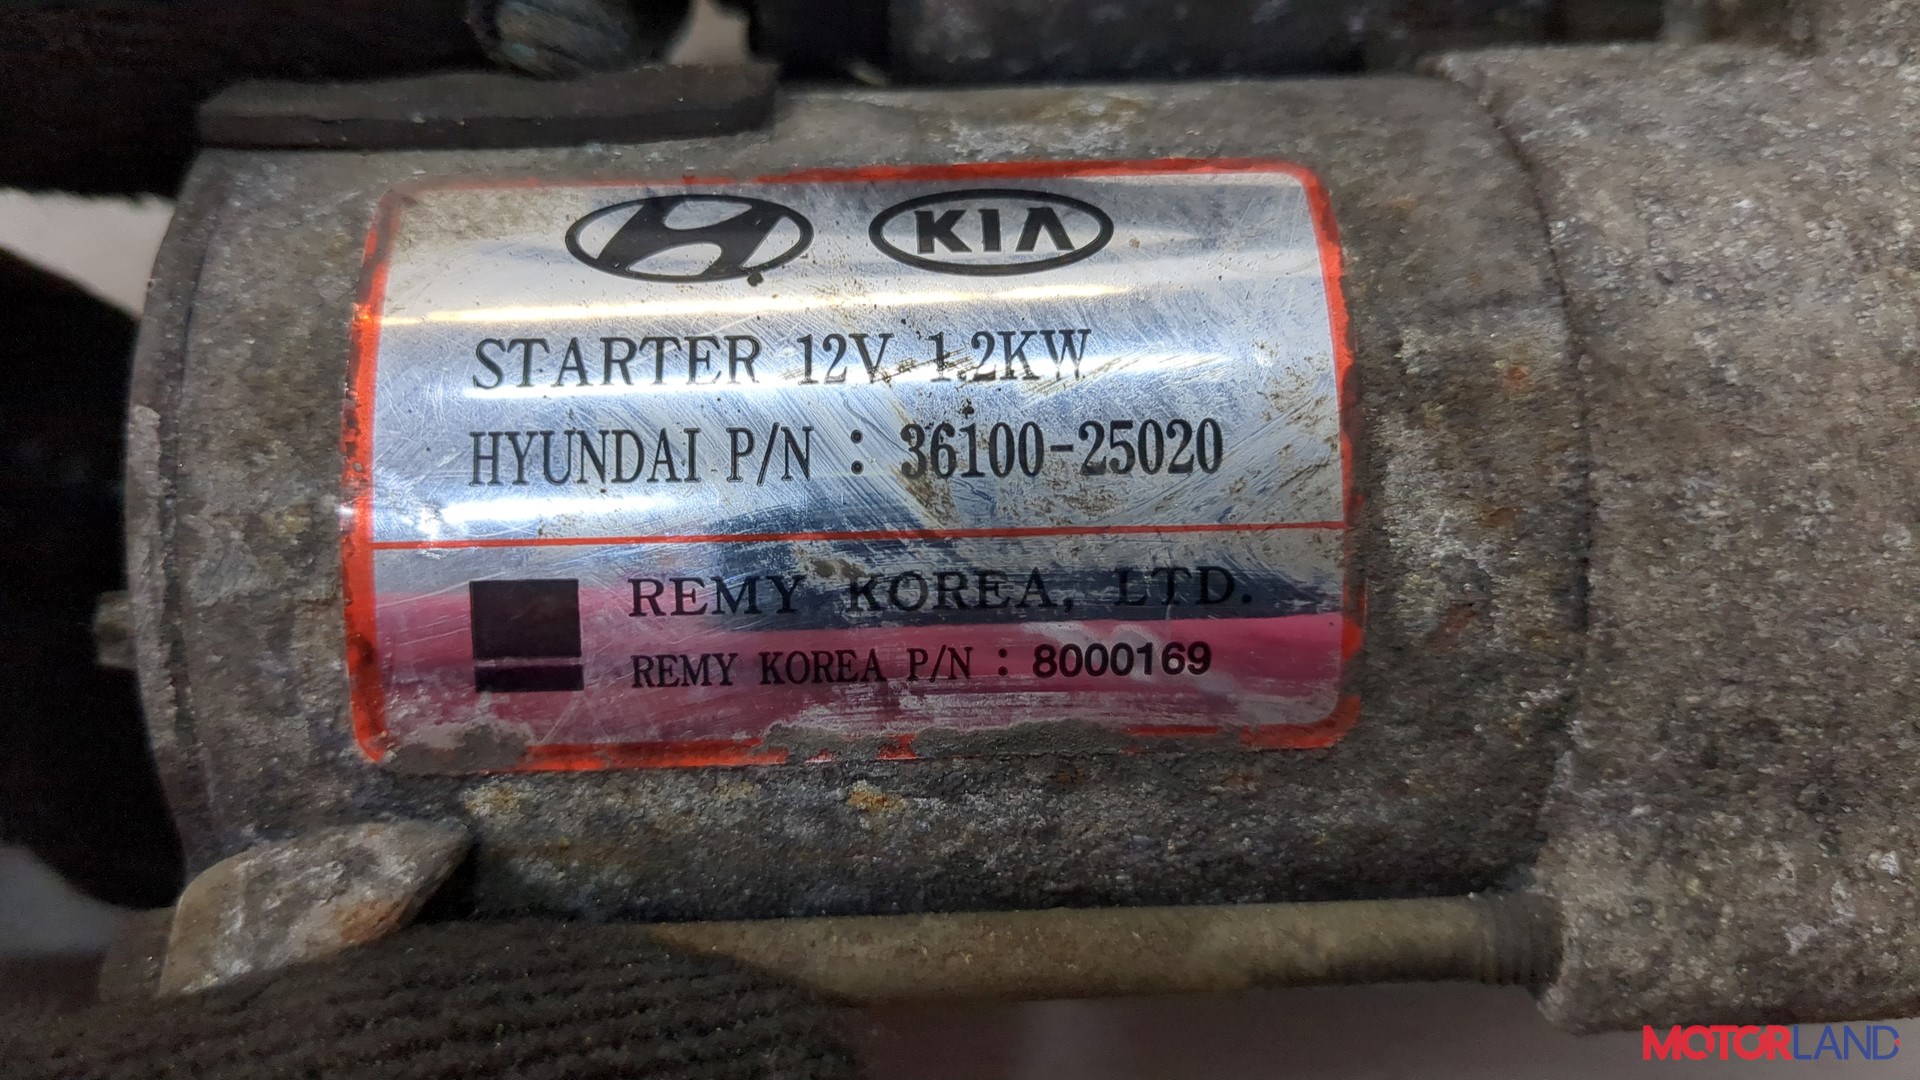 KIA
STARTER 12V 1.2KW
HYUNDAI P/N : 36100-25020
REMY KOREA, LTD.
REMY KOREA P/N : 8000169
MOTORLAND